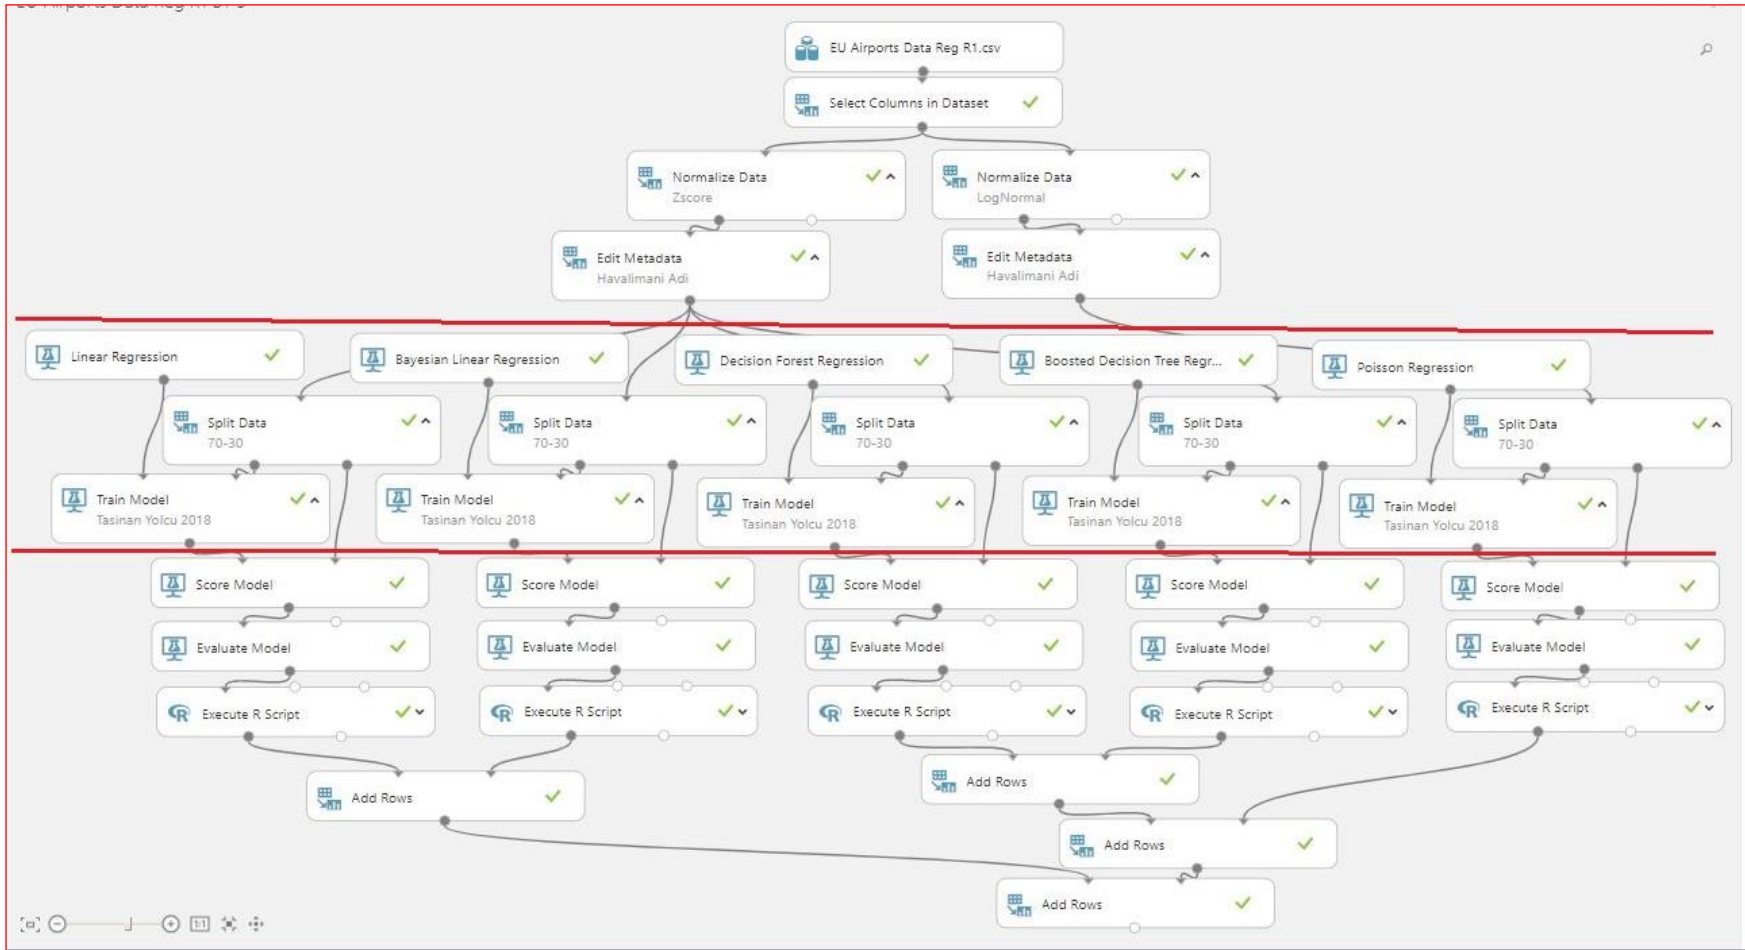 EU Airports Data Reg R1.csv
Select Columns in Dataset
Normalize Data
Zscore
Normalize Data
LogNormal
Edit Metadata
Havalimani Adi
Edit Metadata
Havalimani Adi
Linear Regression
Bayesian Linear Regression
Decision Forest Regression
Boosted Decision Tree Regr...
Poisson Regression
Split Data
70-30
Split Data
70-30
Split Data
70-30
Split Data
70-30
Split Data
70-30
Train Model
Tasinan Yolcu 2018
Train Model
Tasinan Yolcu 2018
Train Model
Tasinan Yolcu 2018
Train Model
Tasinan Yolcu 2018
Train Model
Tasinan Yolcu 2018
Score Model
Score Model
Score Model
Score Model
Score Model
Evaluate Model
Evaluate Model
Evaluate Model
Evaluate Model
Evaluate Model
Execute R Script
Execute R Script
Execute R Script
Execute R Script
Execute R Script
Add Rows
Add Rows
Add Rows
Add Rows
1:1